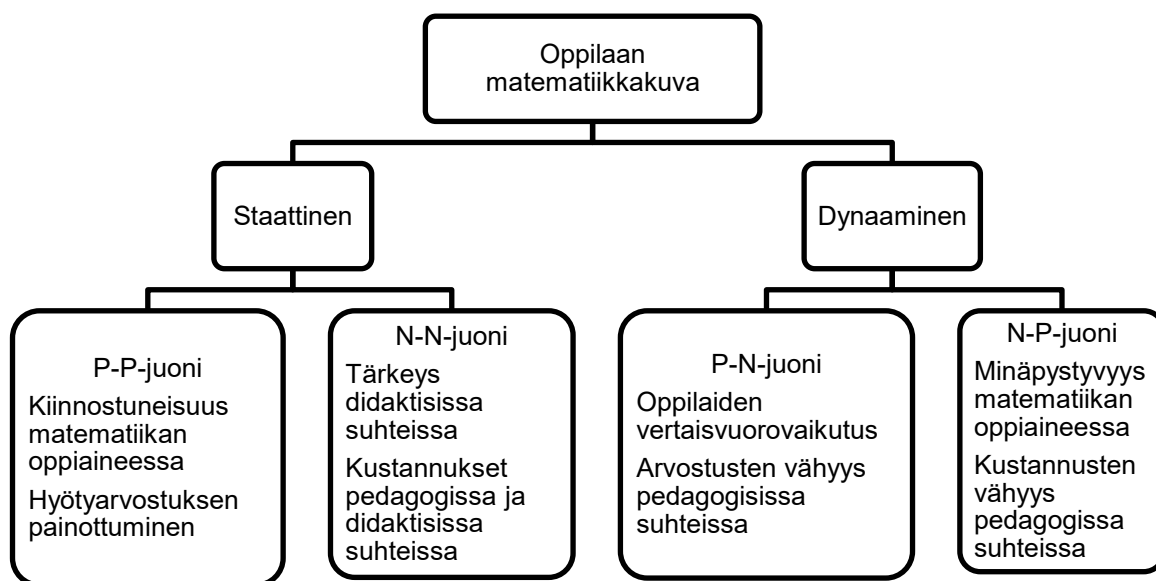 Oppilaan
matematiikkakuva
Staattinen
Dynaaminen
P-P-juoni
Kiinnostuneisuus
matematiikan
oppiaineessa
Hyötyarvostuksen
painottuminen
N-N-juoni
Tärkeys
didaktisissa
suhteissa
Kustannukset
pedagogissa ja
didaktisissa
suhteissa
P-N-juoni
Oppilaiden
vertaisvuorovaikutus
Arvostusten vähyys
pedagogisissa
suhteissa
N-P-juoni
Minäpystyvyys
matematiikan
oppiaineessa
Kustannusten
vähyys
pedagogissa
suhteissa